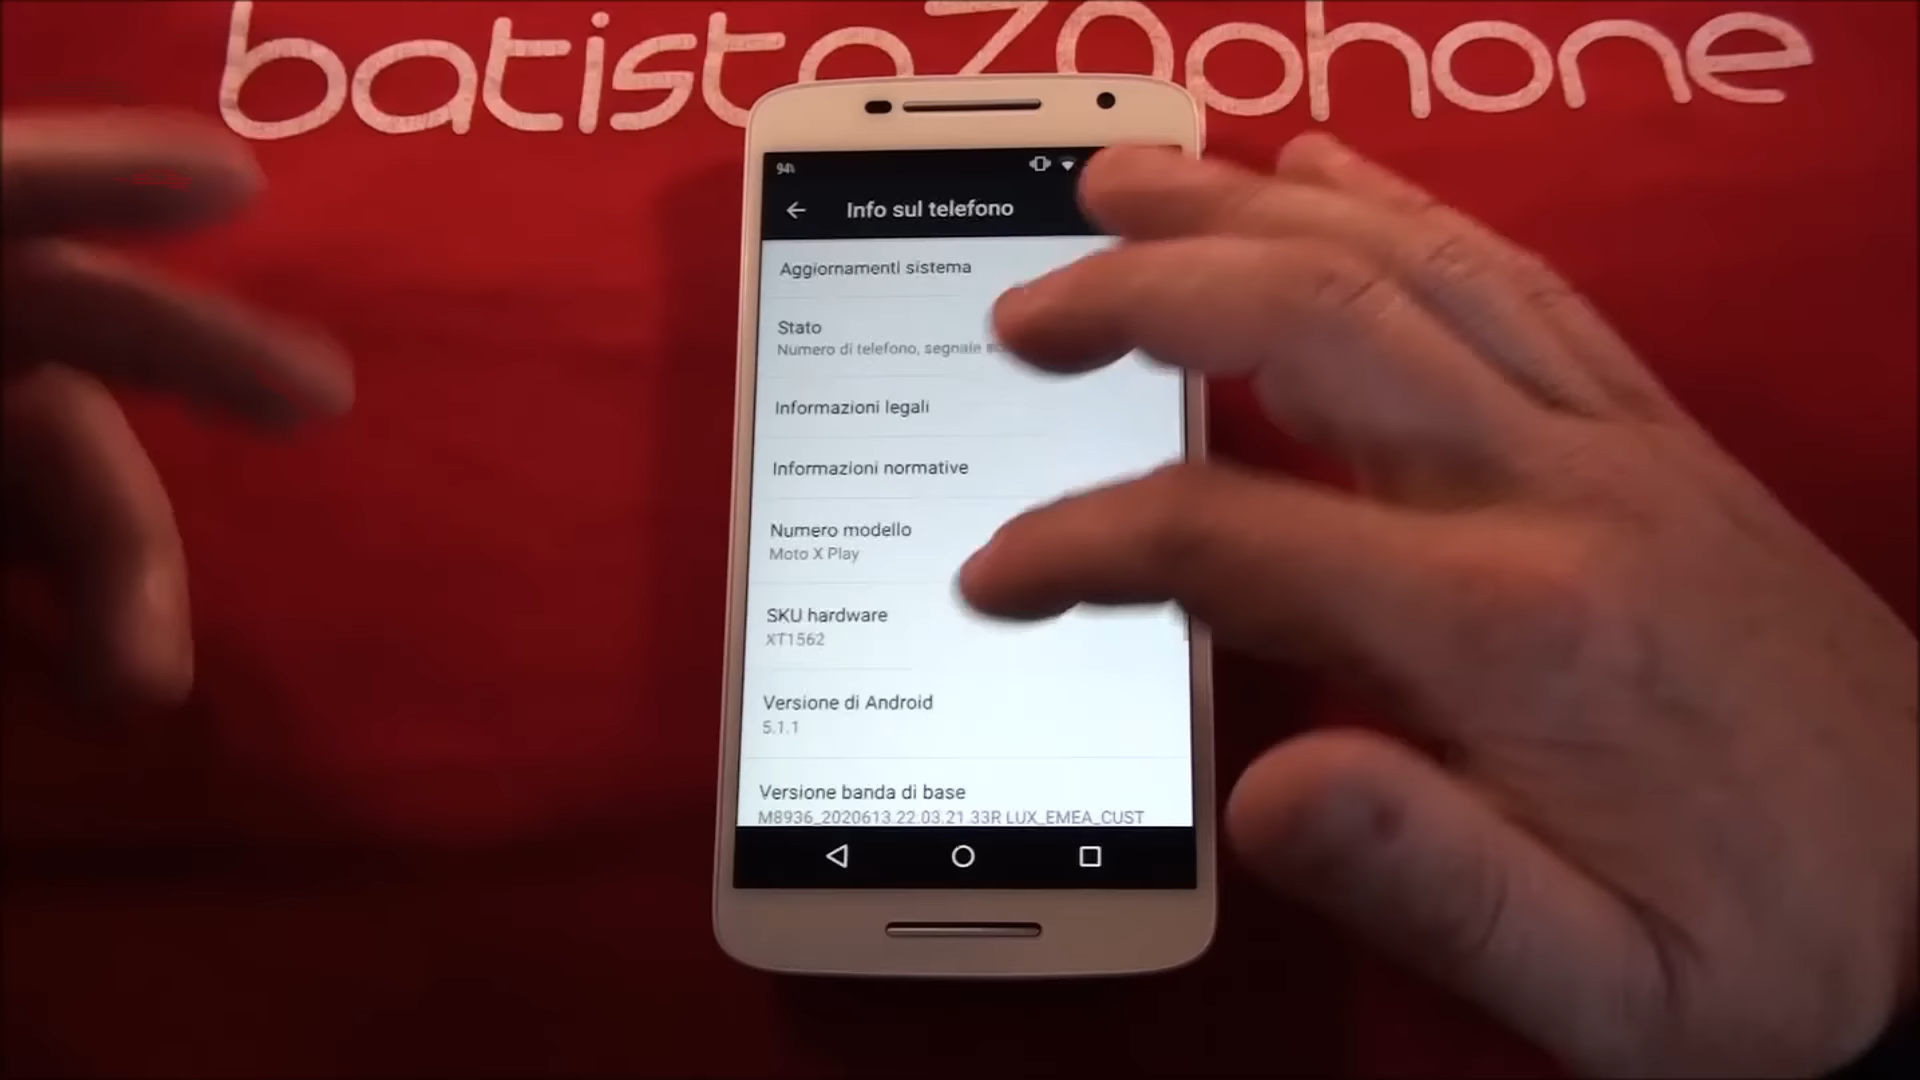 batista70phone
94%
Info sul telefono
Aggiornamenti sistema
Stato
Numero di telefono, segnale
Informazioni legali
Informazioni normative
Numero modello
Moto X Play
SKU hardware
XT1562
Versione di Android
5.1.1
Versione banda di base
M8936_2020613.22.03.21.33R LUX_EMEA_CUST